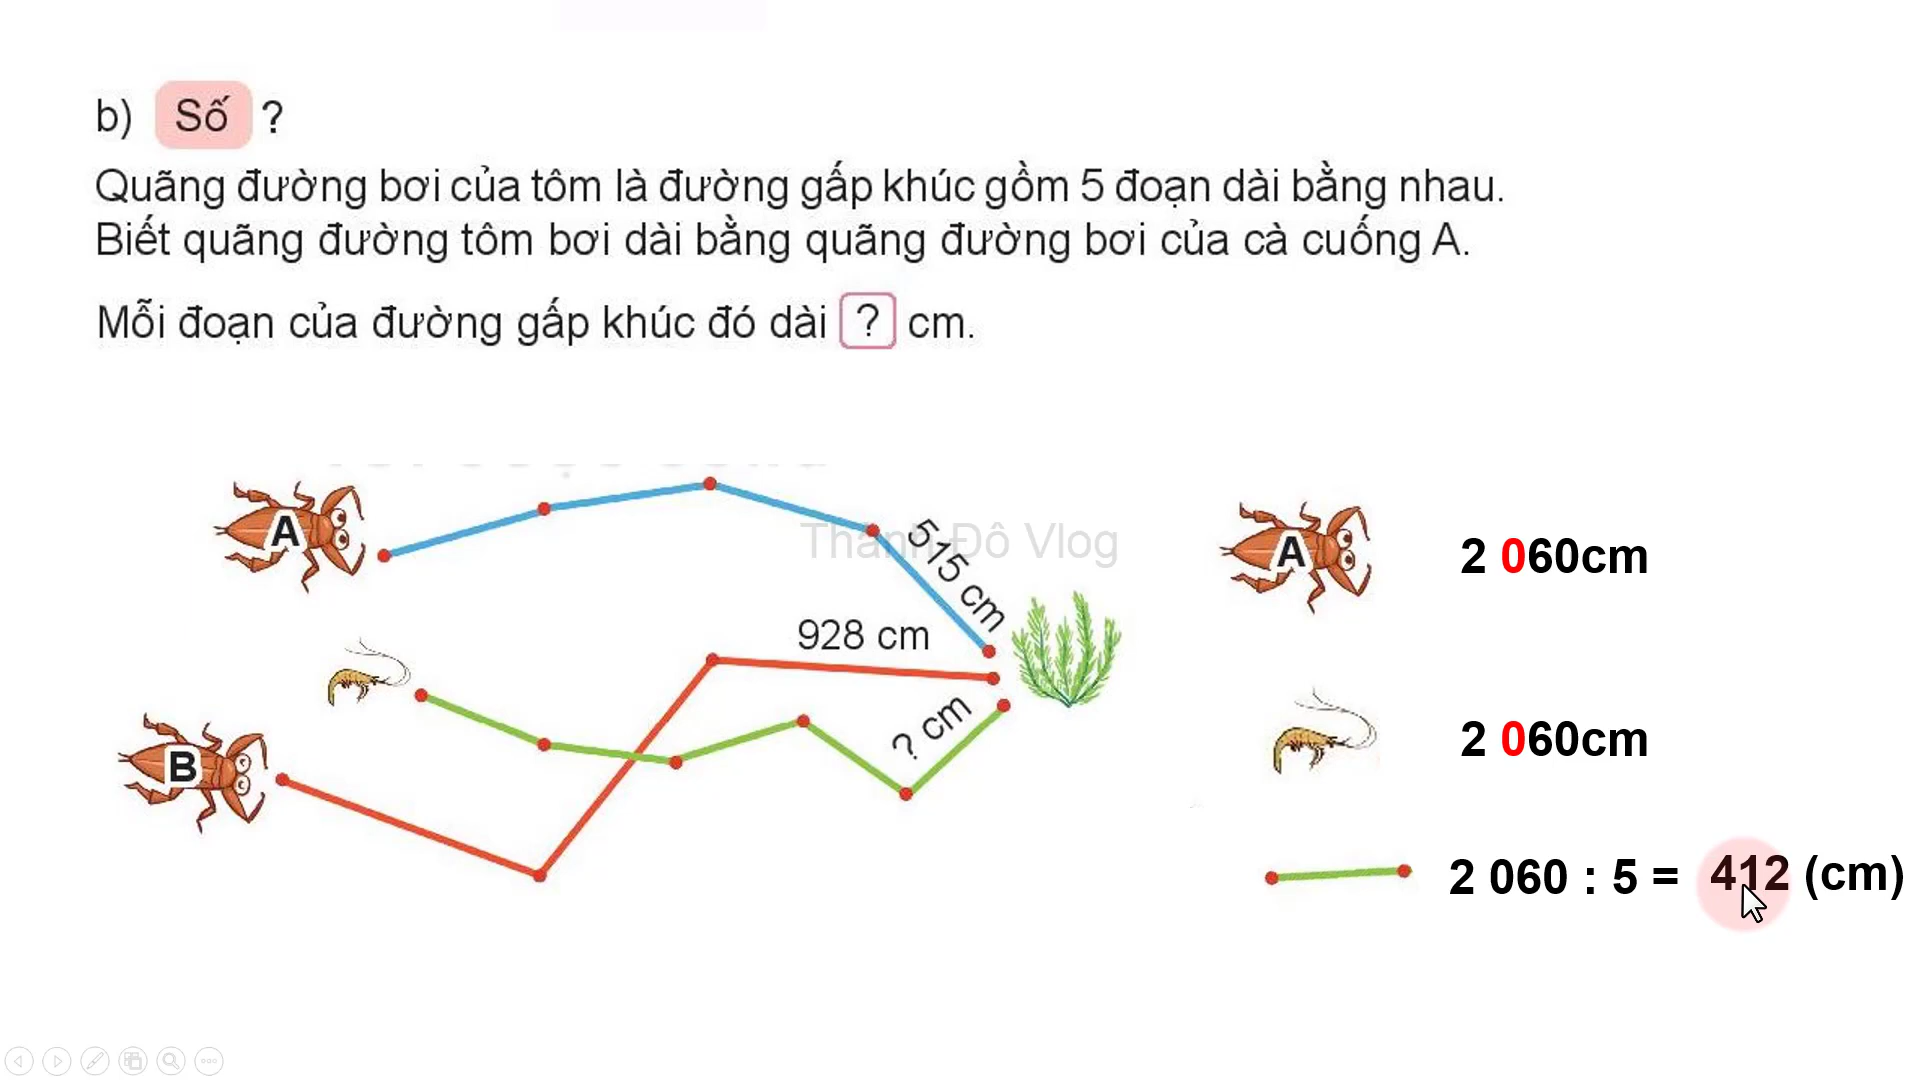 b) Số ?
Quãng đường bơi của tôm là đường gấp khúc gồm 5 đoạn dài bằng nhau.
Biết quãng đường tôm bơi dài bằng quãng đường bơi của cà cuống A.
Mỗi đoạn của đường gấp khúc đó dài ? cm.
A
515 cm
Thành Đô Vlog
928 cm
? cm
B
A
2 060cm
2 060cm
2 060 : 5 = 412 (cm)